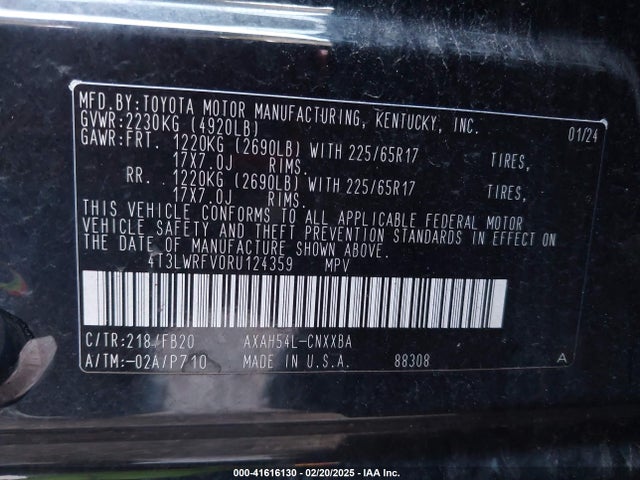 MFD.BY:TOYOTA MOTOR MANUFACTURING, KENTUCKY, INC.
GVWR:2230KG (4920LB) 01/24
GAWR:FRT. 1220KG (2690LB) WITH 225/65R17 TIRES,
17X7.0J RIMS.
RR. 1220KG (2690LB) WITH 225/65R17 TIRES,
17X7.0J RIMS.
THIS VEHICLE CONFORMS TO ALL APPLICABLE FEDERAL MOTOR
VEHICLE SAFETY AND THEFT PREVENTION STANDARDS IN EFFECT ON
THE DATE OF MANUFACTURE SHOWN ABOVE.
4T3LWRFV0RU124359 MPV
C/TR:218/FB20 AXAH54L-CNXXBA
A/TM:-02A/P710 MADE IN U.S.A. 88308 A
000-41616130 - 02/20/2025 - IAA Inc.